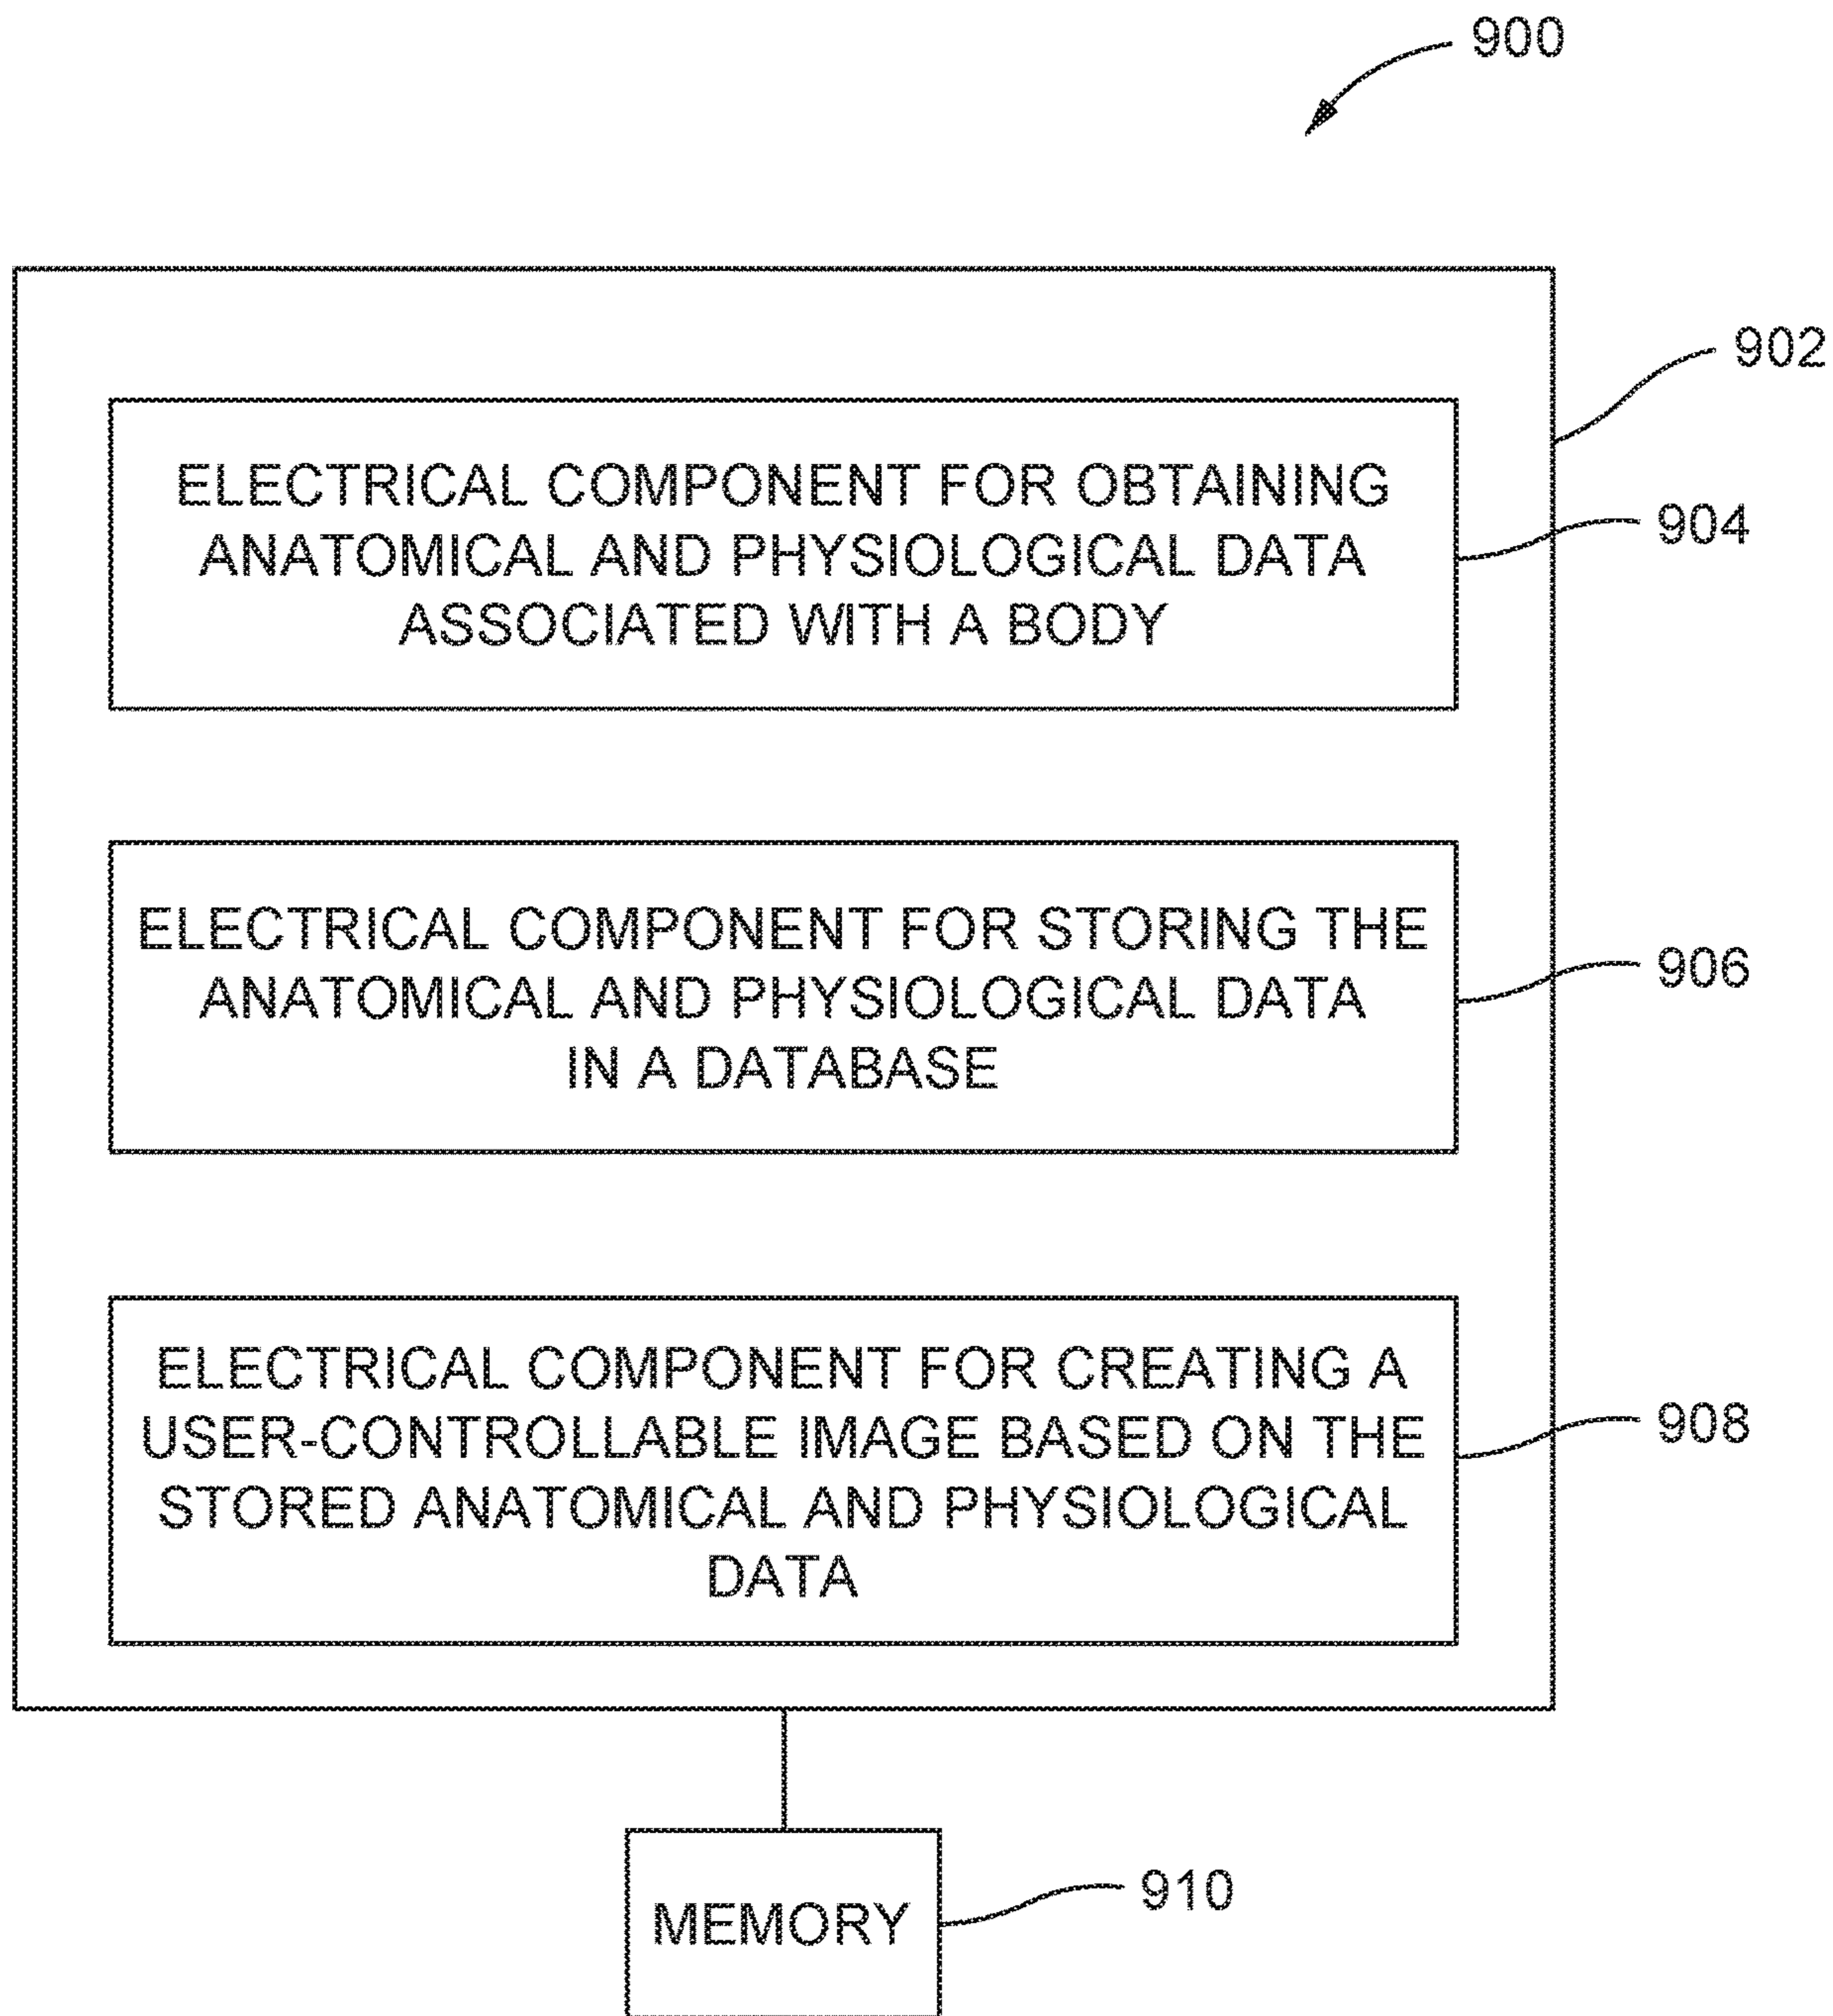 900
902
ELECTRICAL COMPONENT FOR OBTAINING
ANATOMICAL AND PHYSIOLOGICAL DATA
ASSOCIATED WITH A BODY
904
ELECTRICAL COMPONENT FOR STORING THE
ANATOMICAL AND PHYSIOLOGICAL DATA
IN A DATABASE
906
ELECTRICAL COMPONENT FOR CREATING A
USER-CONTROLLABLE IMAGE BASED ON THE
STORED ANATOMICAL AND PHYSIOLOGICAL
DATA
908
MEMORY
910